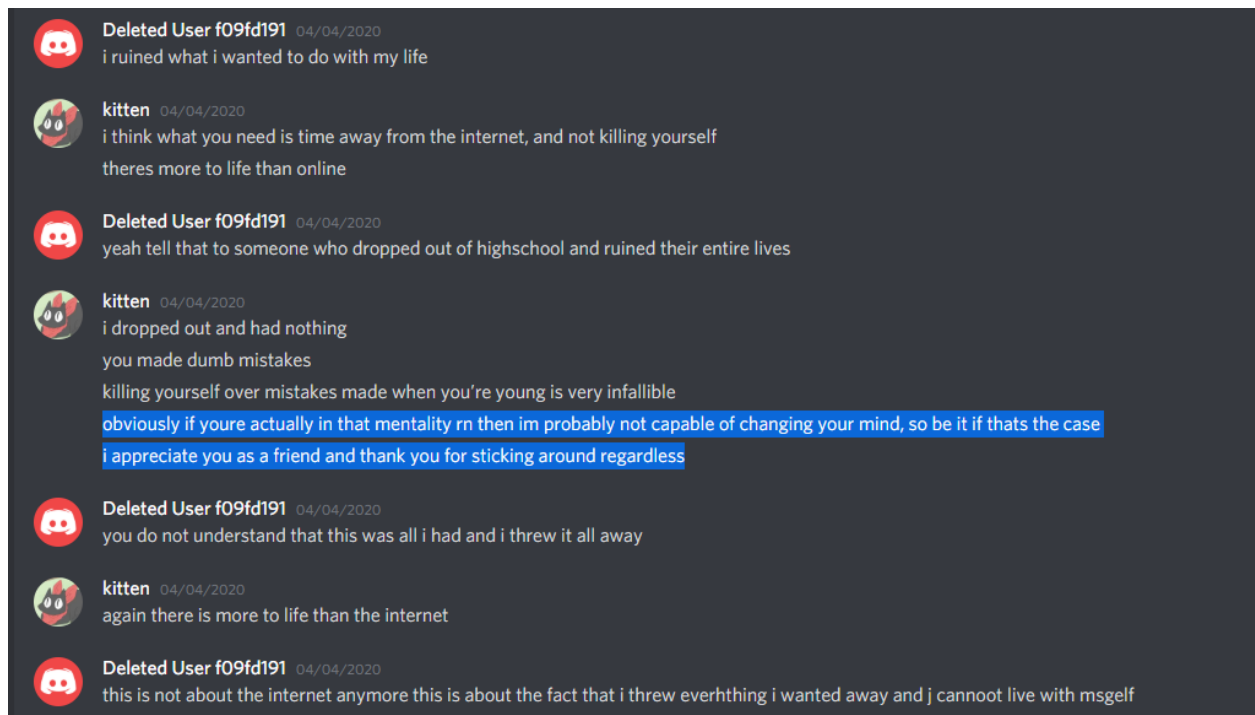 Deleted User f09fd191 04/04/2020
i ruined what i wanted to do with my life
kitten 04/04/2020
i think what you need is time away from the internet, and not killing yourself
theres more to life than online
Deleted User f09fd191 04/04/2020
yeah tell that to someone who dropped out of highschool and ruined their entire lives
kitten 04/04/2020
i dropped out and had nothing
you made dumb mistakes
killing yourself over mistakes made when you're young is very infallible
obviously if youre actually in that mentality rn then im probably not capable of changing your mind, so be it if thats the case
i appreciate you as a friend and thank you for sticking around regardless
Deleted User f09fd191 04/04/2020
you do not understand that this was all i had and i threw it all away
kitten 04/04/2020
again there is more to life than the internet
Deleted User f09fd191 04/04/2020
this is not about the internet anymore this is about the fact that i threw everhthing i wanted away and j cannoot live with msgelf